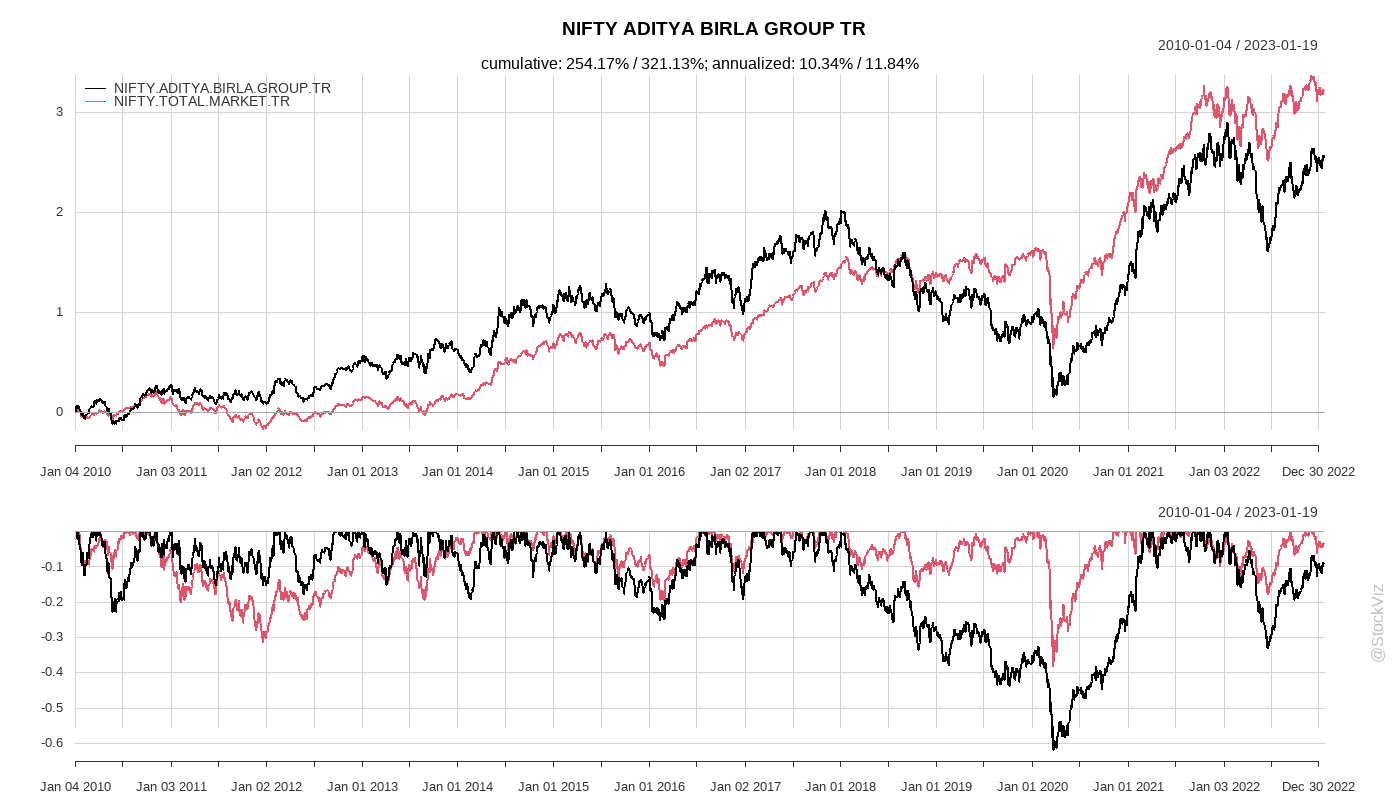 NIFTY ADITYA BIRLA GROUP TR
2010-01-04 / 2023-01-19
cumulative: 254.17% / 321.13%; annualized: 10.34% / 11.84%
NIFTY.ADITYA.BIRLA.GROUP.TR
NIFTY.TOTAL.MARKET.TR
3
2
1
0
Jan 04 2010 Jan 03 2011 Jan 02 2012 Jan 01 2013 Jan 01 2014 Jan 01 2015 Jan 01 2016 Jan 02 2017 Jan 01 2018 Jan 01 2019 Jan 01 2020 Jan 01 2021 Jan 03 2022 Dec 30 2022
2010-01-04 / 2023-01-19
-0.1
-0.2
-0.3
-0.4
-0.5
-0.6
Jan 04 2010 Jan 03 2011 Jan 02 2012 Jan 01 2013 Jan 01 2014 Jan 01 2015 Jan 01 2016 Jan 02 2017 Jan 01 2018 Jan 01 2019 Jan 01 2020 Jan 01 2021 Jan 03 2022 Dec 30 2022
@StockViz